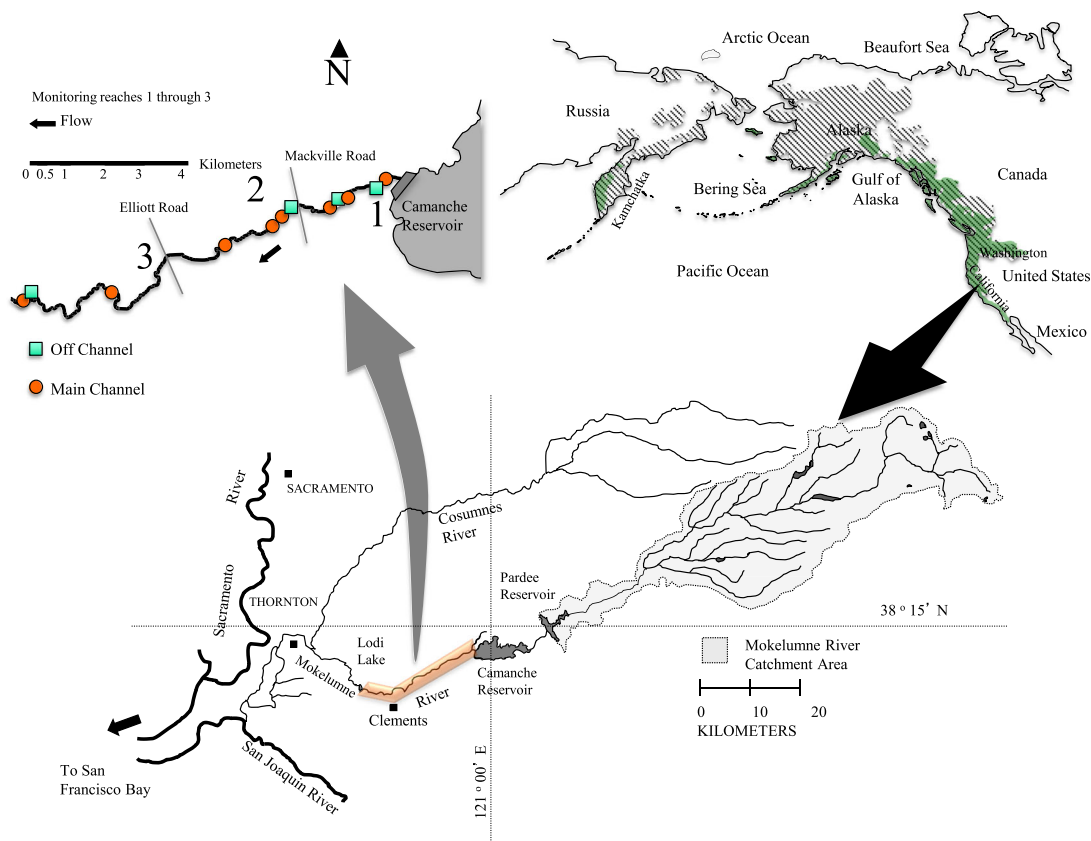 N
Monitoring reaches 1 through 3
Flow
Kilometers
0 0.5 1 2 3 4
Mackville Road
2
1
Elliott Road
3
Camanche
Reservoir
Off Channel
Main Channel
Arctic Ocean
Beaufort Sea
Russia
Alaska
Canada
Kamchatka
Bering Sea
Gulf of
Alaska
Pacific Ocean
Washington
United States
California
Mexico
River
SACRAMENTO
Cosumnes
River
Sacramento
THORNTON
Pardee
Reservoir
38 o 15' N
Lodi
Lake
Mokelumne
River
Camanche
Reservoir
Clements
Mokelumne River
Catchment Area
0 10 20
KILOMETERS
San Joaquin River
121 o 00' E
To San
Francisco Bay